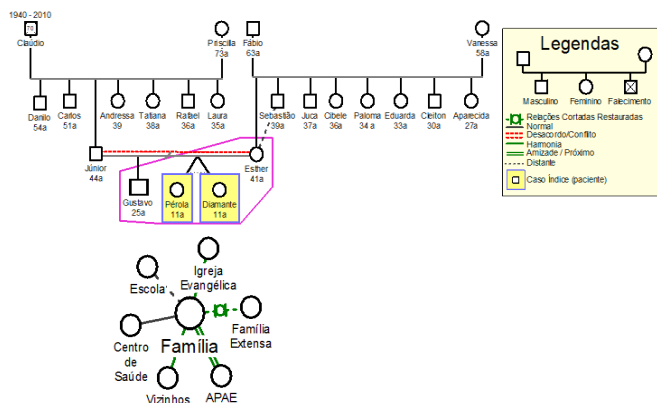 1940 - 2010
70
Cláudio
Priscilla
73a
Fábio
63a
Vanessa
58a
Danilo
54a
Carlos
51a
Andressa
39
Tatiana
38a
Rafael
36a
Laura
35a
Sebastião
39a
Juca
37a
Cibele
36a
Paloma
34 a
Eduarda
33a
Cleiton
30a
Aparecida
27a
Júnior
44a
Esther
41a
Gustavo
25a
Pérola
11a
Diamante
11a
Legendas
Masculino
Feminino
Falecimento
Relações Cortadas Restauradas
Normal
Desacordo/Conflito
Harmonia
Amizade / Próximo
Distante
Caso Índice (paciente)
Igreja
Evangélica
Escola
Família
Extensa
Família
Centro
de
Saúde
Vizinhos
APAE